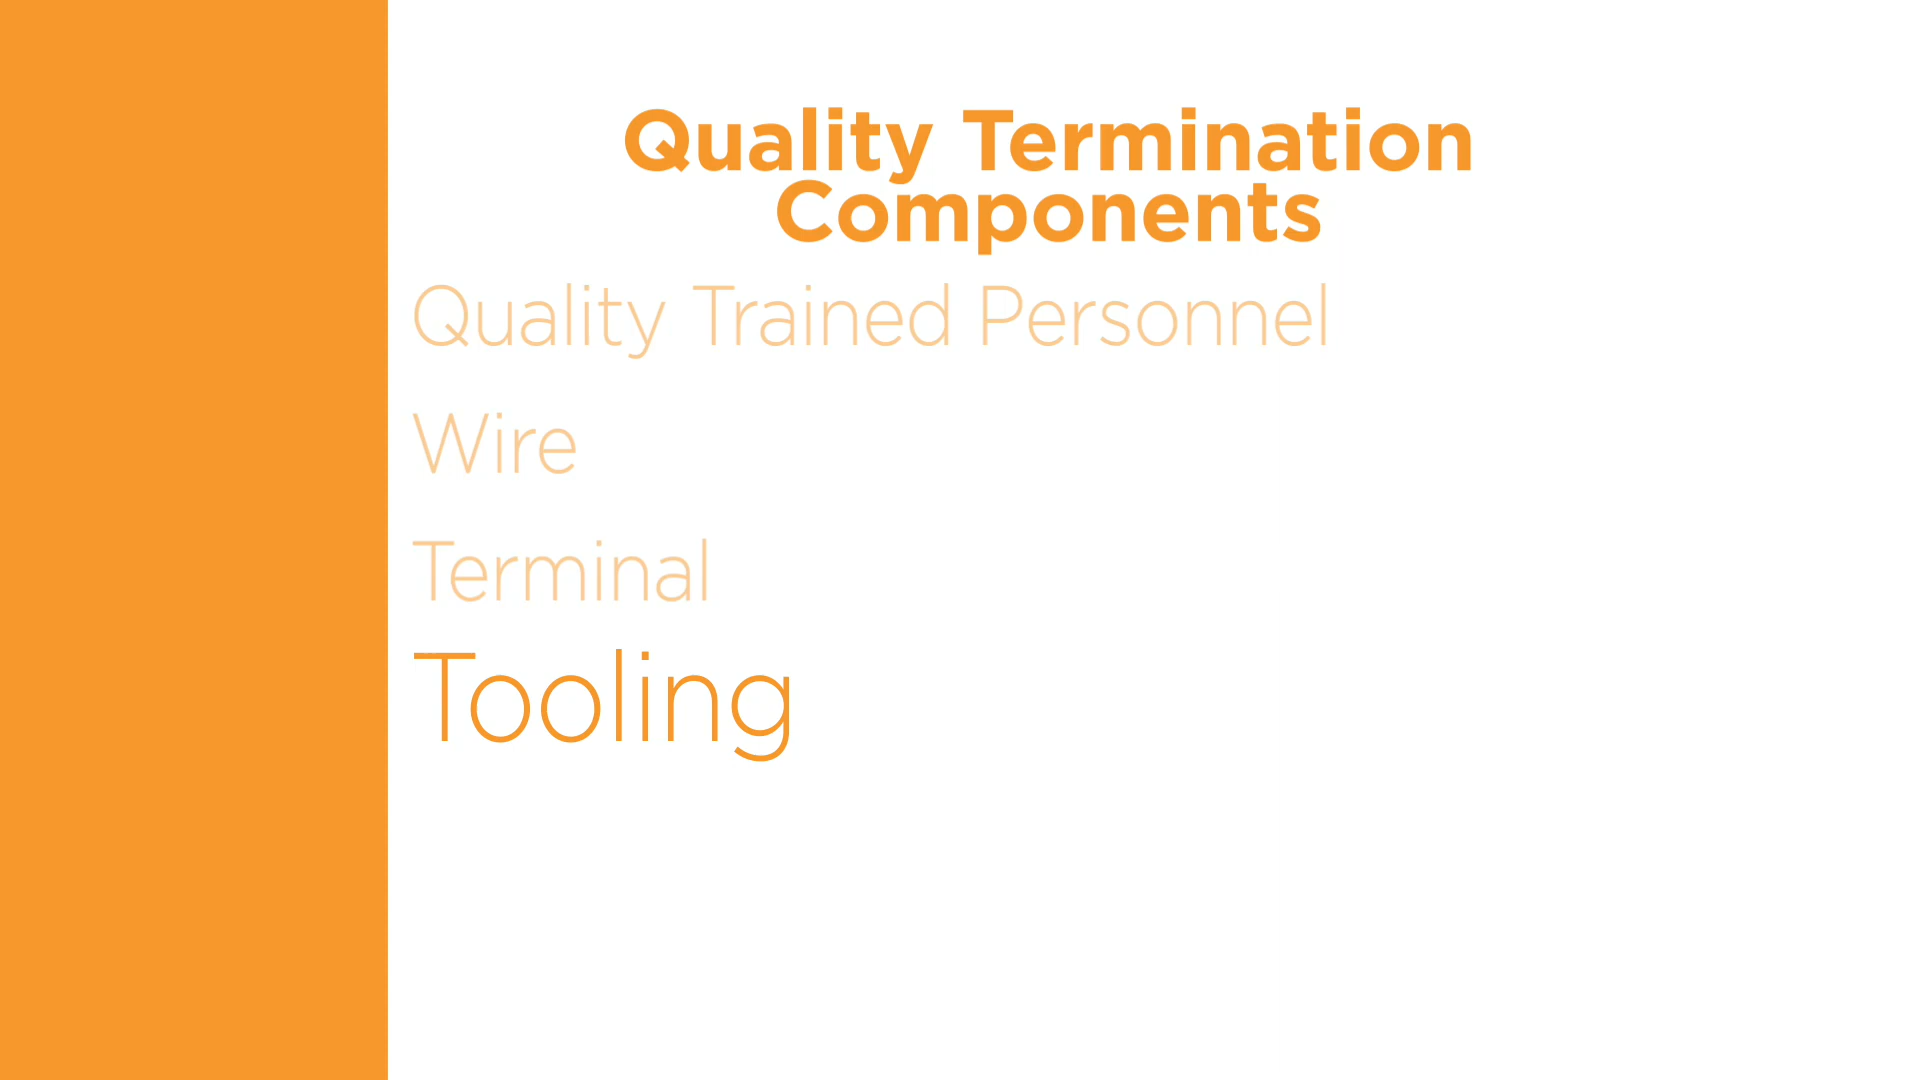 Quality Termination
Components
Quality Trained Personnel
Wire
Terminal
Tooling